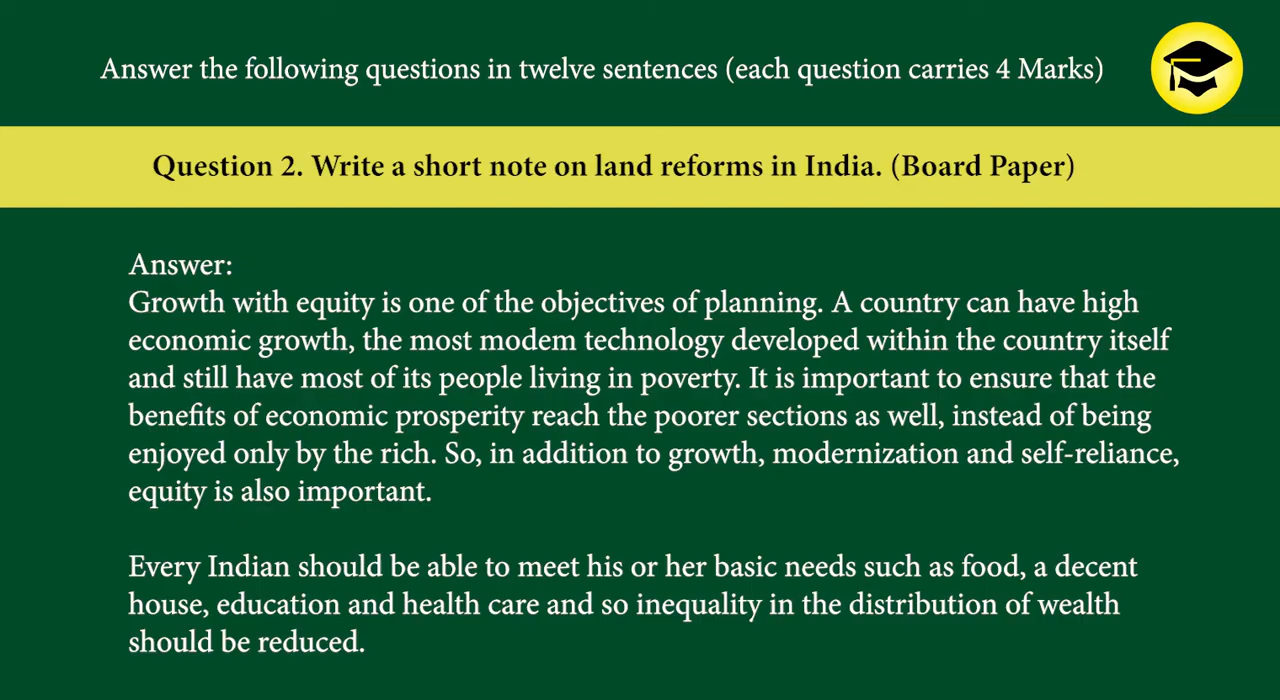 Answer the following questions in twelve sentences (each question carries 4 Marks)
Question 2. Write a short note on land reforms in India. (Board Paper)
Answer:
Growth with equity is one of the objectives of planning. A country can have high
economic growth, the most modem technology developed within the country itself
and still have most of its people living in poverty. It is important to ensure that the
benefits of economic prosperity reach the poorer sections as well, instead of being
enjoyed only by the rich. So, in addition to growth, modernization and self-reliance,
equity is also important.
Every Indian should be able to meet his or her basic needs such as food, a decent
house, education and health care and so inequality in the distribution of wealth
should be reduced.